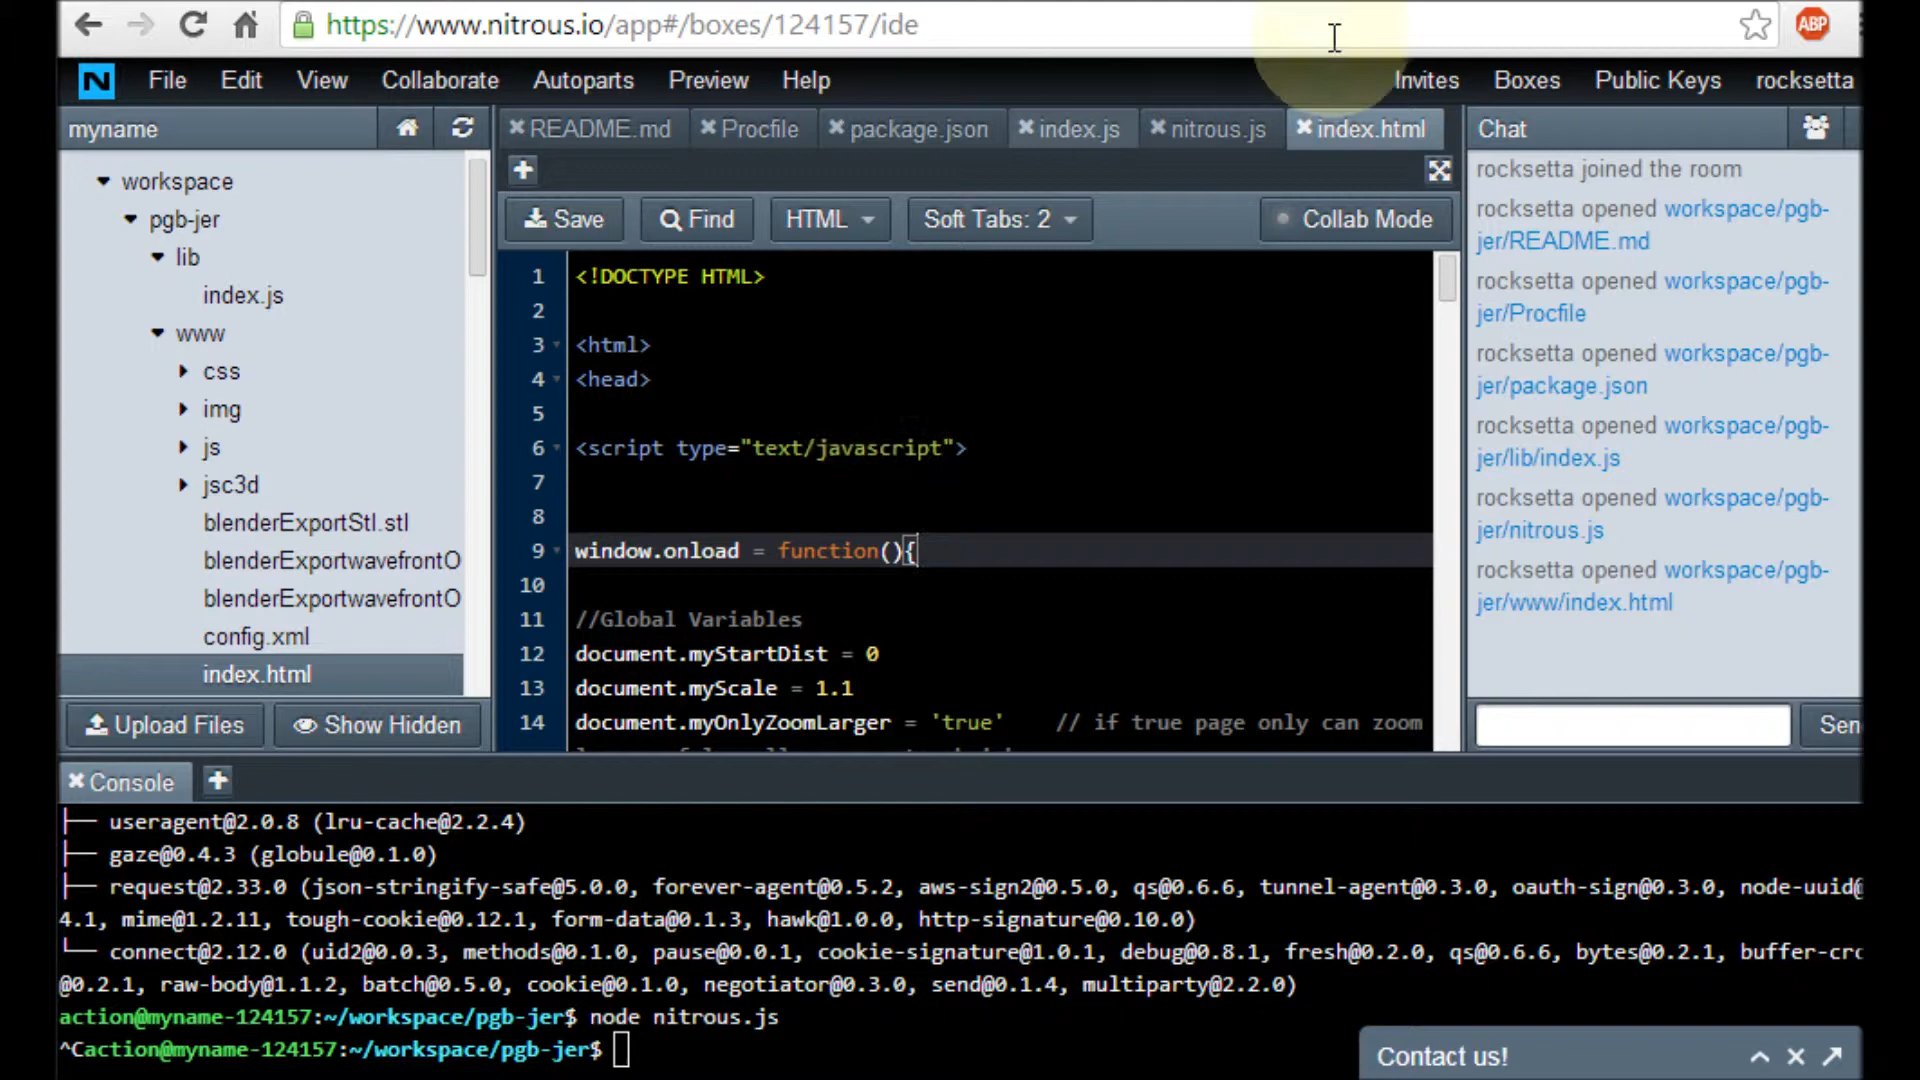 https://www.nitrous.io/app#/boxes/124157/ide
ABP
N File Edit View Collaborate Autoparts Preview Help Invites Boxes Public Keys rocksetta
myname
workspace
pgb-jer
lib
index.js
www
css
img
js
jsc3d
blenderExportStl.stl
blenderExportwavefrontO
blenderExportwavefrontO
config.xml
index.html
Upload Files Show Hidden
README.md Procfile package.json index.js nitrous.js index.html
Save Find HTML Soft Tabs: 2 Collab Mode
1 <!DOCTYPE HTML>
2
3 <html>
4 <head>
5
6 <script type="text/javascript">
7
8
9 window.onload = function(){
10
11 //Global Variables
12 document.myStartDist = 0
13 document.myScale = 1.1
14 document.myOnlyZoomLarger = 'true' // if true page only can zoom
Chat
rocksetta joined the room
rocksetta opened workspace/pgb-
jer/README.md
rocksetta opened workspace/pgb-
jer/Procfile
rocksetta opened workspace/pgb-
jer/package.json
rocksetta opened workspace/pgb-
jer/lib/index.js
rocksetta opened workspace/pgb-
jer/nitrous.js
rocksetta opened workspace/pgb-
jer/www/index.html
Sen
Console
├── useragent@2.0.8 (lru-cache@2.2.4)
├── gaze@0.4.3 (globule@0.1.0)
├── request@2.33.0 (json-stringify-safe@5.0.0, forever-agent@0.5.2, aws-sign2@0.5.0, qs@0.6.6, tunnel-agent@0.3.0, oauth-sign@0.3.0, node-uuid@
4.1, mime@1.2.11, tough-cookie@0.12.1, form-data@0.1.3, hawk@1.0.0, http-signature@0.10.0)
└── connect@2.12.0 (uid2@0.0.3, methods@0.1.0, pause@0.0.1, cookie-signature@1.0.1, debug@0.8.1, fresh@0.2.0, qs@0.6.6, bytes@0.2.1, buffer-crc
@0.2.1, raw-body@1.1.2, batch@0.5.0, cookie@0.1.0, negotiator@0.3.0, send@0.1.4, multiparty@2.2.0)
action@myname-124157:~/workspace/pgb-jer$ node nitrous.js
^Caction@myname-124157:~/workspace/pgb-jer$
Contact us!